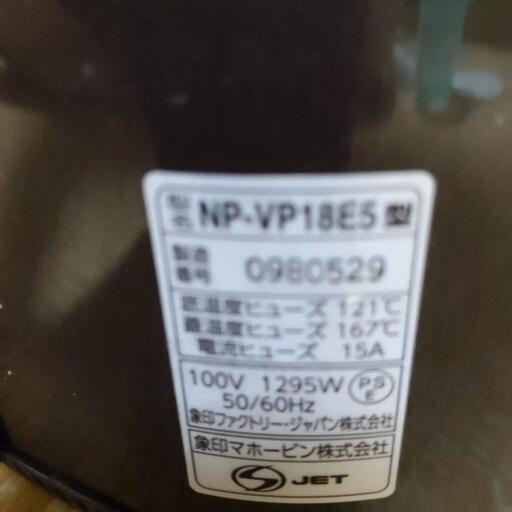 型名 NP-VP18E5 型
製造番号 0980529
低温度ヒューズ 121℃
温度ヒューズ 167℃
電流ヒューズ 15A
100V 1295W
50/60Hz
PSE
象印ファクトリー・ジャパン株式会社
象印マホービン株式会社
JET